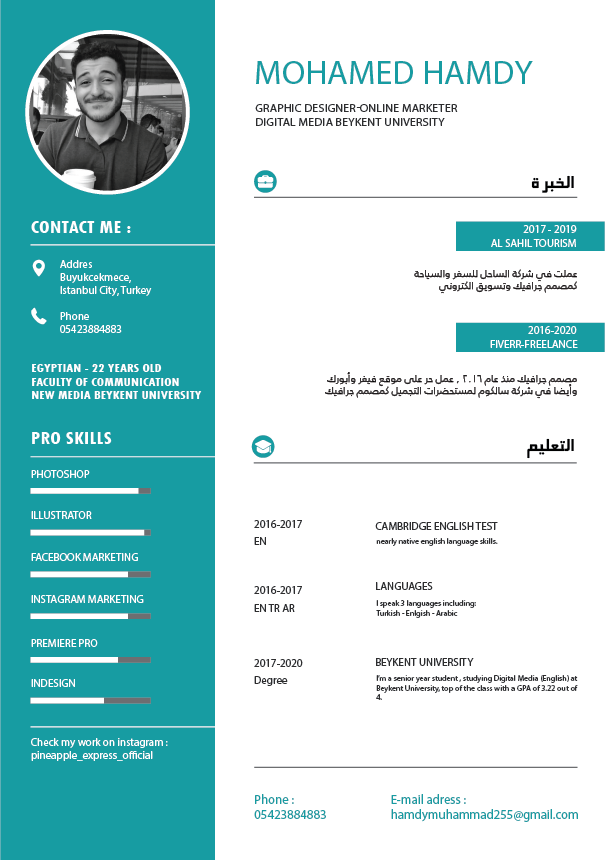 MOHAMED HAMDY
GRAPHIC DESIGNER-ONLINE MARKETER
DIGITAL MEDIA BEYKENT UNIVERSITY
CONTACT ME :
Addres
Buyukcekmece,
Istanbul City, Turkey
Phone
05423884883
EGYPTIAN - 22 YEARS OLD
FACULTY OF COMMUNICATION
NEW MEDIA BEYKENT UNIVERSITY
PRO SKILLS
PHOTOSHOP
ILLUSTRATOR
FACEBOOK MARKETING
INSTAGRAM MARKETING
PREMIERE PRO
INDESIGN
Check my work on instagram :
pineapple_express_official
الخبرة
2017 - 2019
AL SAHIL TOURISM
عملت في شركة الساحل للسفر والسياحة
كمصمم جرافيك وتسويق الكتروني
2016-2020
FIVERR-FREELANCE
مصمم جرافيك منذ عام ٢٠١٦ , عمل حر على موقع فيفر وأبورك
وأيضا في شركة سالكوم لمستحضرات التجميل كمصمم جرافيك
التعليم
2016-2017
EN
CAMBRIDGE ENGLISH TEST
nearly native english language skills.
2016-2017
EN TR AR
LANGUAGES
I speak 3 languages including:
Turkish - Enlgish - Arabic
2017-2020
Degree
BEYKENT UNIVERSITY
I'm a senior year student , studying Digital Media (English) at
Beykent University, top of the class with a GPA of 3.22 out of
4.
Phone :
05423884883
E-mail adress :
hamdymuhammad255@gmail.com